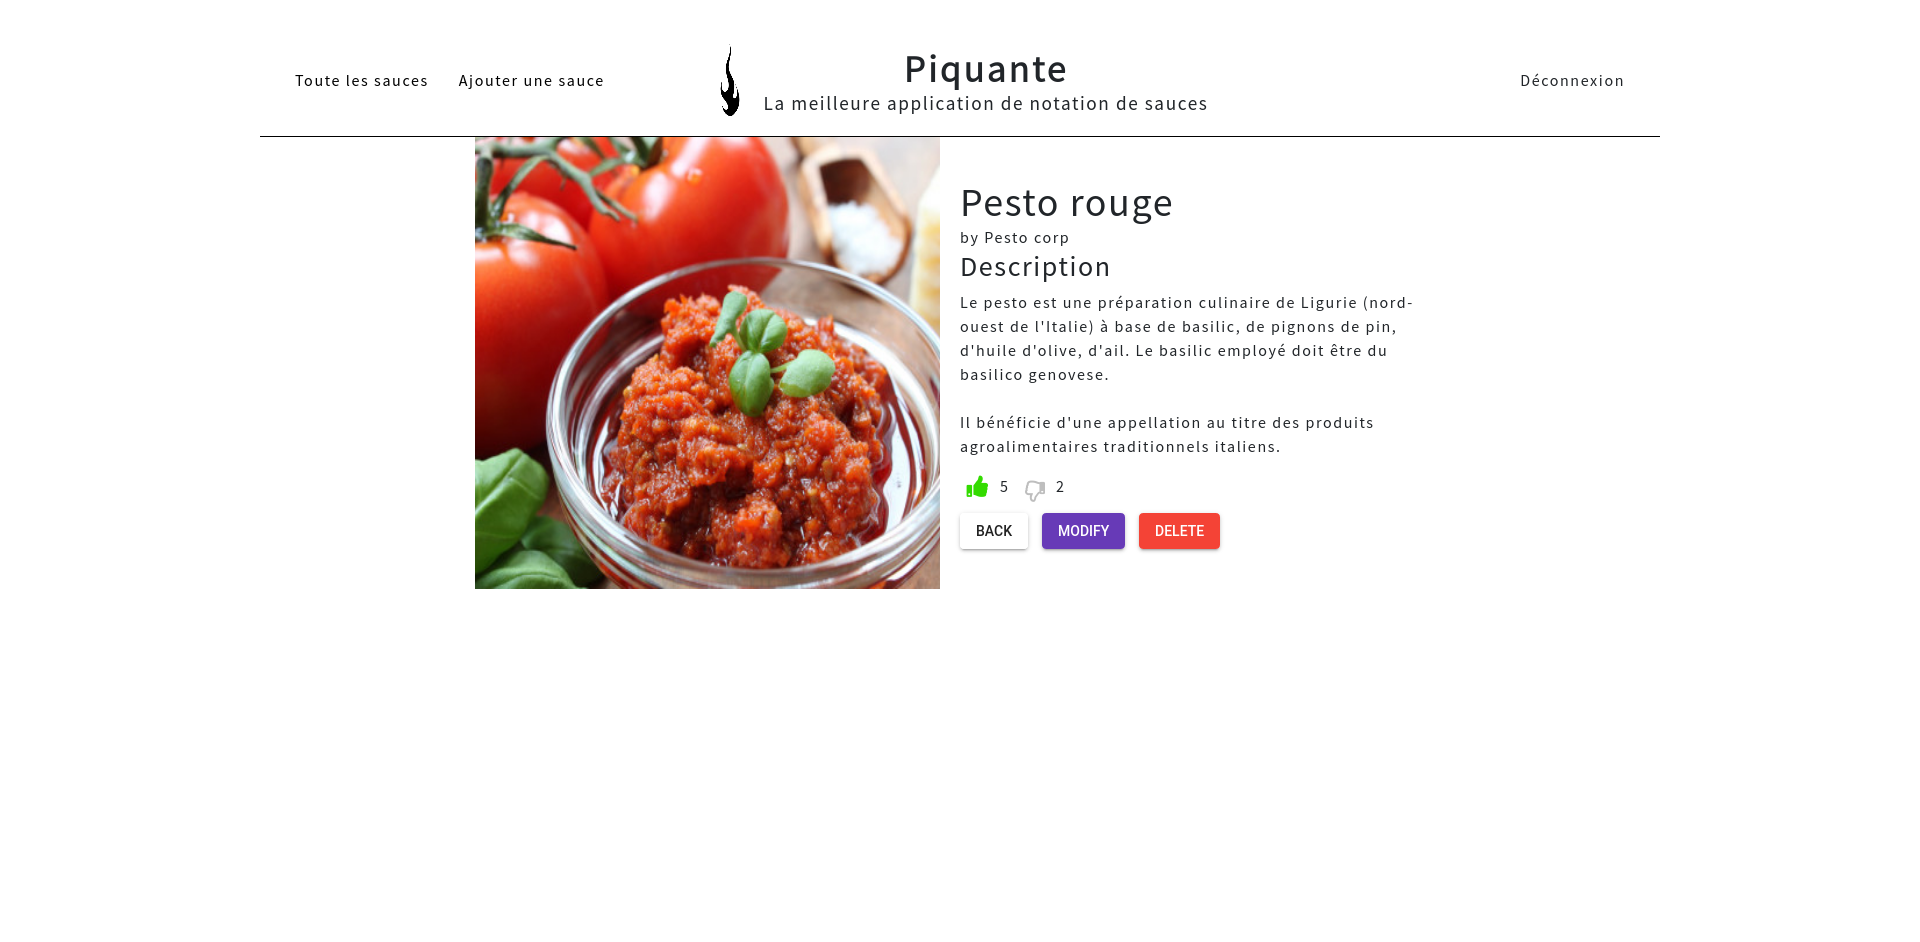 Toute les sauces
Ajouter une sauce
Piquante
La meilleure application de notation de sauces
Déconnexion
Pesto rouge
by Pesto corp
Description
Le pesto est une préparation culinaire de Ligurie (nord-
ouest de l'Italie) à base de basilic, de pignons de pin,
d'huile d'olive, d'ail. Le basilic employé doit être du
basilico genovese.
Il bénéficie d'une appellation au titre des produits
agroalimentaires traditionnels italiens.
5 2
BACK MODIFY DELETE